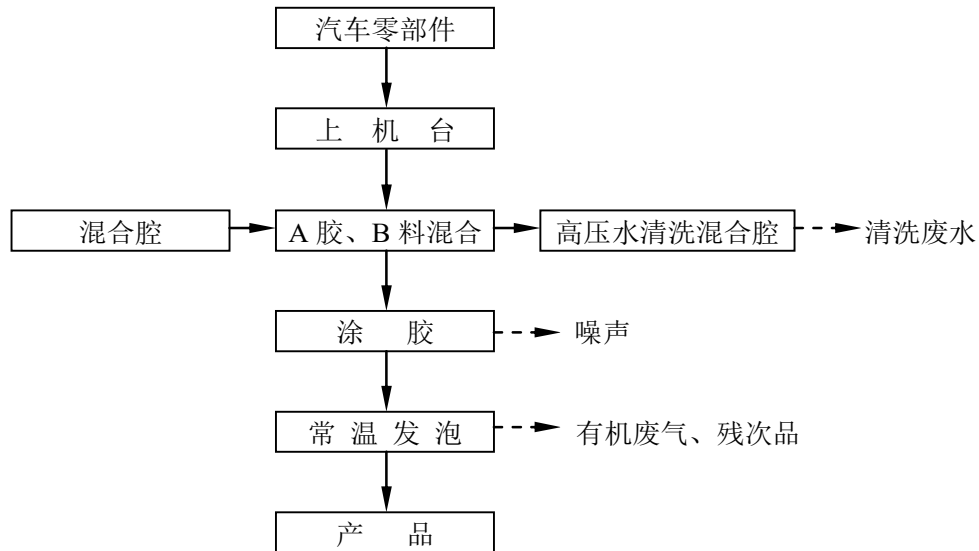 汽车零部件
上 机 台
混合腔
A 胶、B 料混合
高压水清洗混合腔
清洗废水
涂 胶
噪声
常 温 发 泡
有机废气、残次品
产 品